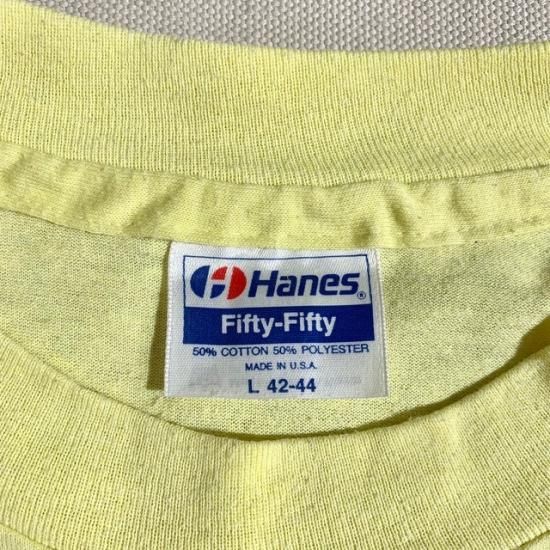 Hanes®
Fifty-Fifty
50% COTTON 50% POLYESTER
MADE IN U.S.A.
L 42-44